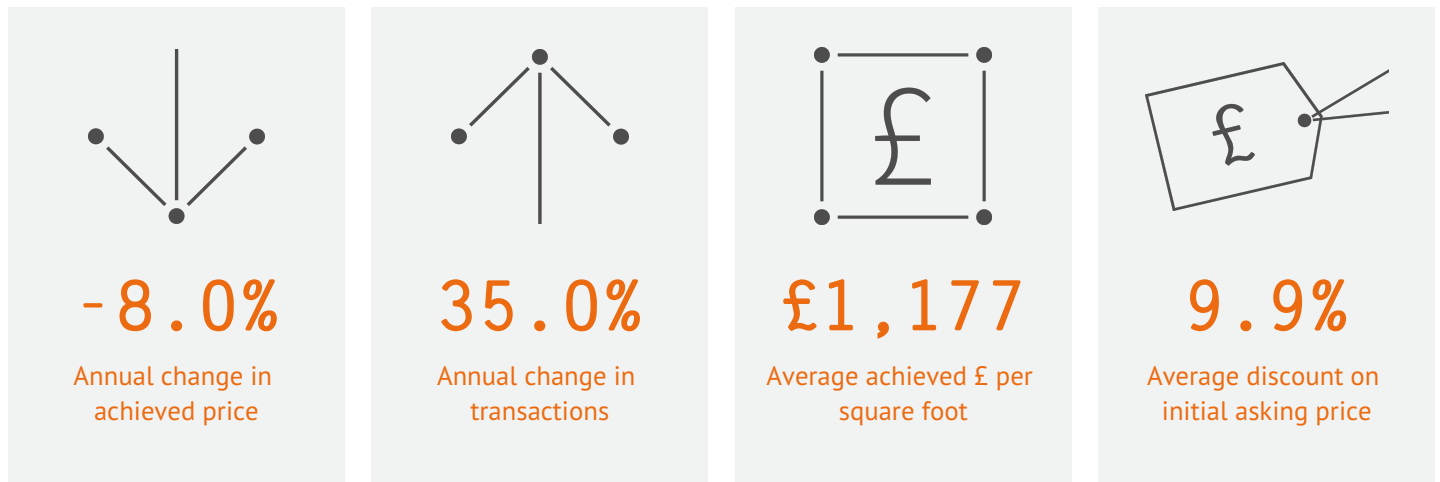 £
£
-8.0%
35.0%
£1,177
9.9%
Annual change in
achieved price
Annual change in
transactions
Average achieved £ per
square foot
Average discount on
initial asking price